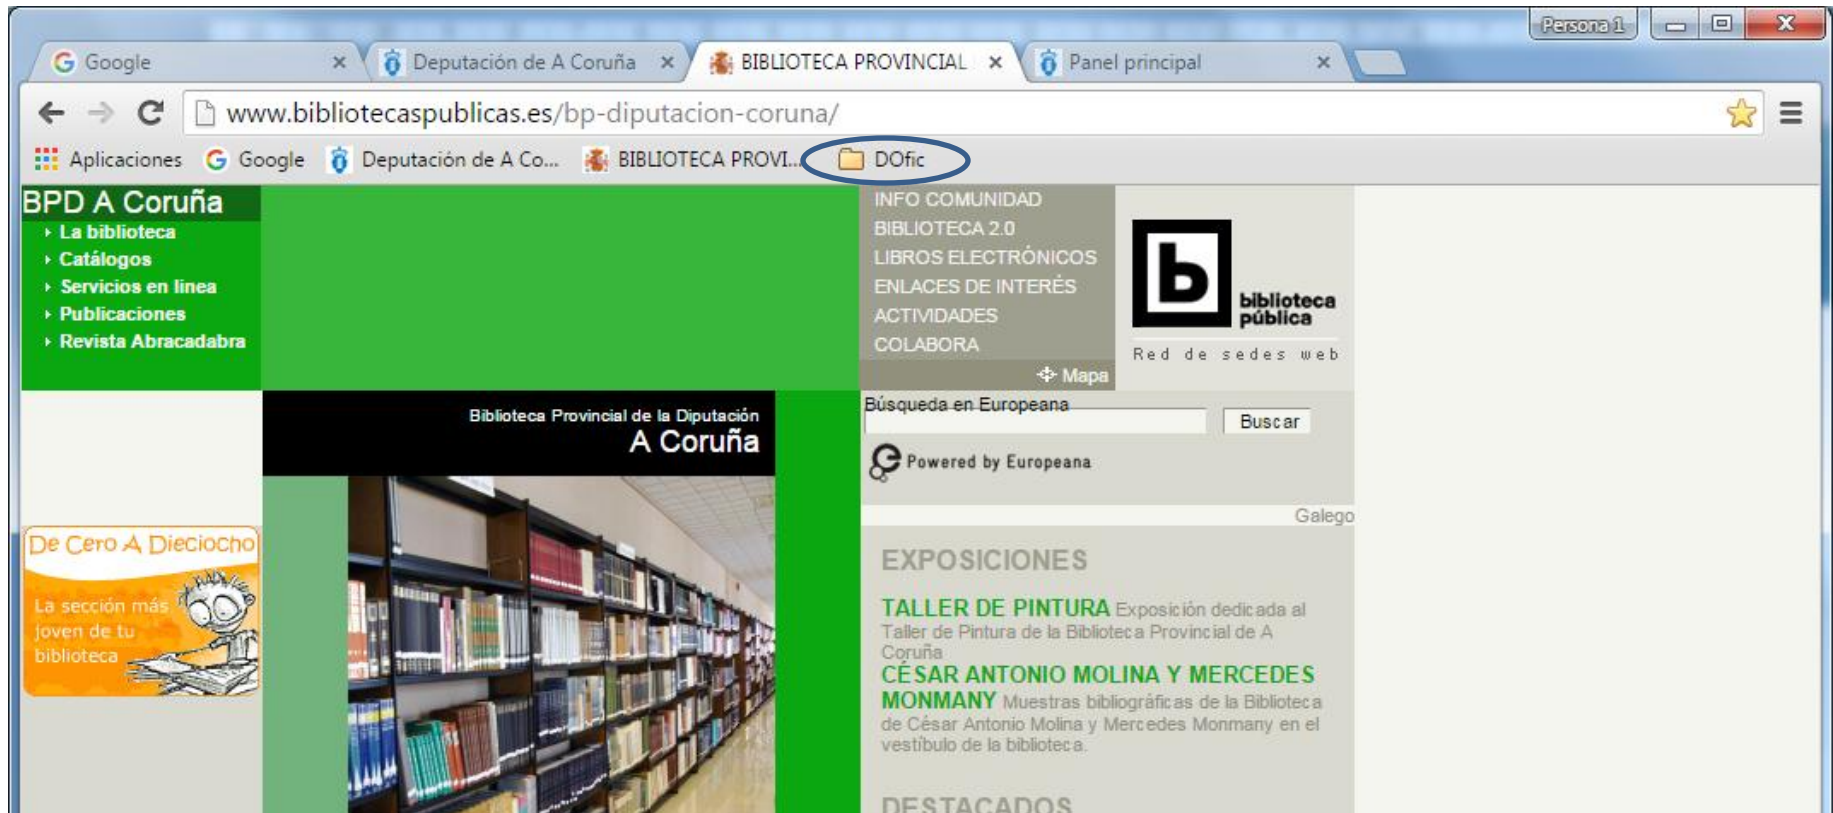 Persona 1
Google
Deputación de A Coruña
BIBLIOTECA PROVINCIAL
Panel principal
www.bibliotecaspublicas.es/bp-diputacion-coruna/
Aplicaciones
Google
Deputación de A Co...
BIBLIOTECA PROVI...
DOfic
BPD A Coruña
La biblioteca
Catálogos
Servicios en linea
Publicaciones
Revista Abracadabra
INFO COMUNIDAD
BIBLIOTECA 2.0
LIBROS ELECTRÓNICOS
ENLACES DE INTERÉS
ACTIVIDADES
COLABORA
Mapa
b
biblioteca
pública
Red de sedes web
Biblioteca Provincial de la Diputación
A Coruña
Búsqueda en Europeana
Buscar
Powered by Europeana
Galego
De Cero A Dieciocho
La sección más
joven de tu
biblioteca
EXPOSICIONES
TALLER DE PINTURA Exposición dedicada al
Taller de Pintura de la Biblioteca Provincial de A
Coruña
CÉSAR ANTONIO MOLINA Y MERCEDES
MONMANY Muestras bibliográficas de la Biblioteca
de César Antonio Molina y Mercedes Monmany en el
vestíbulo de la biblioteca.
DESTACADOS